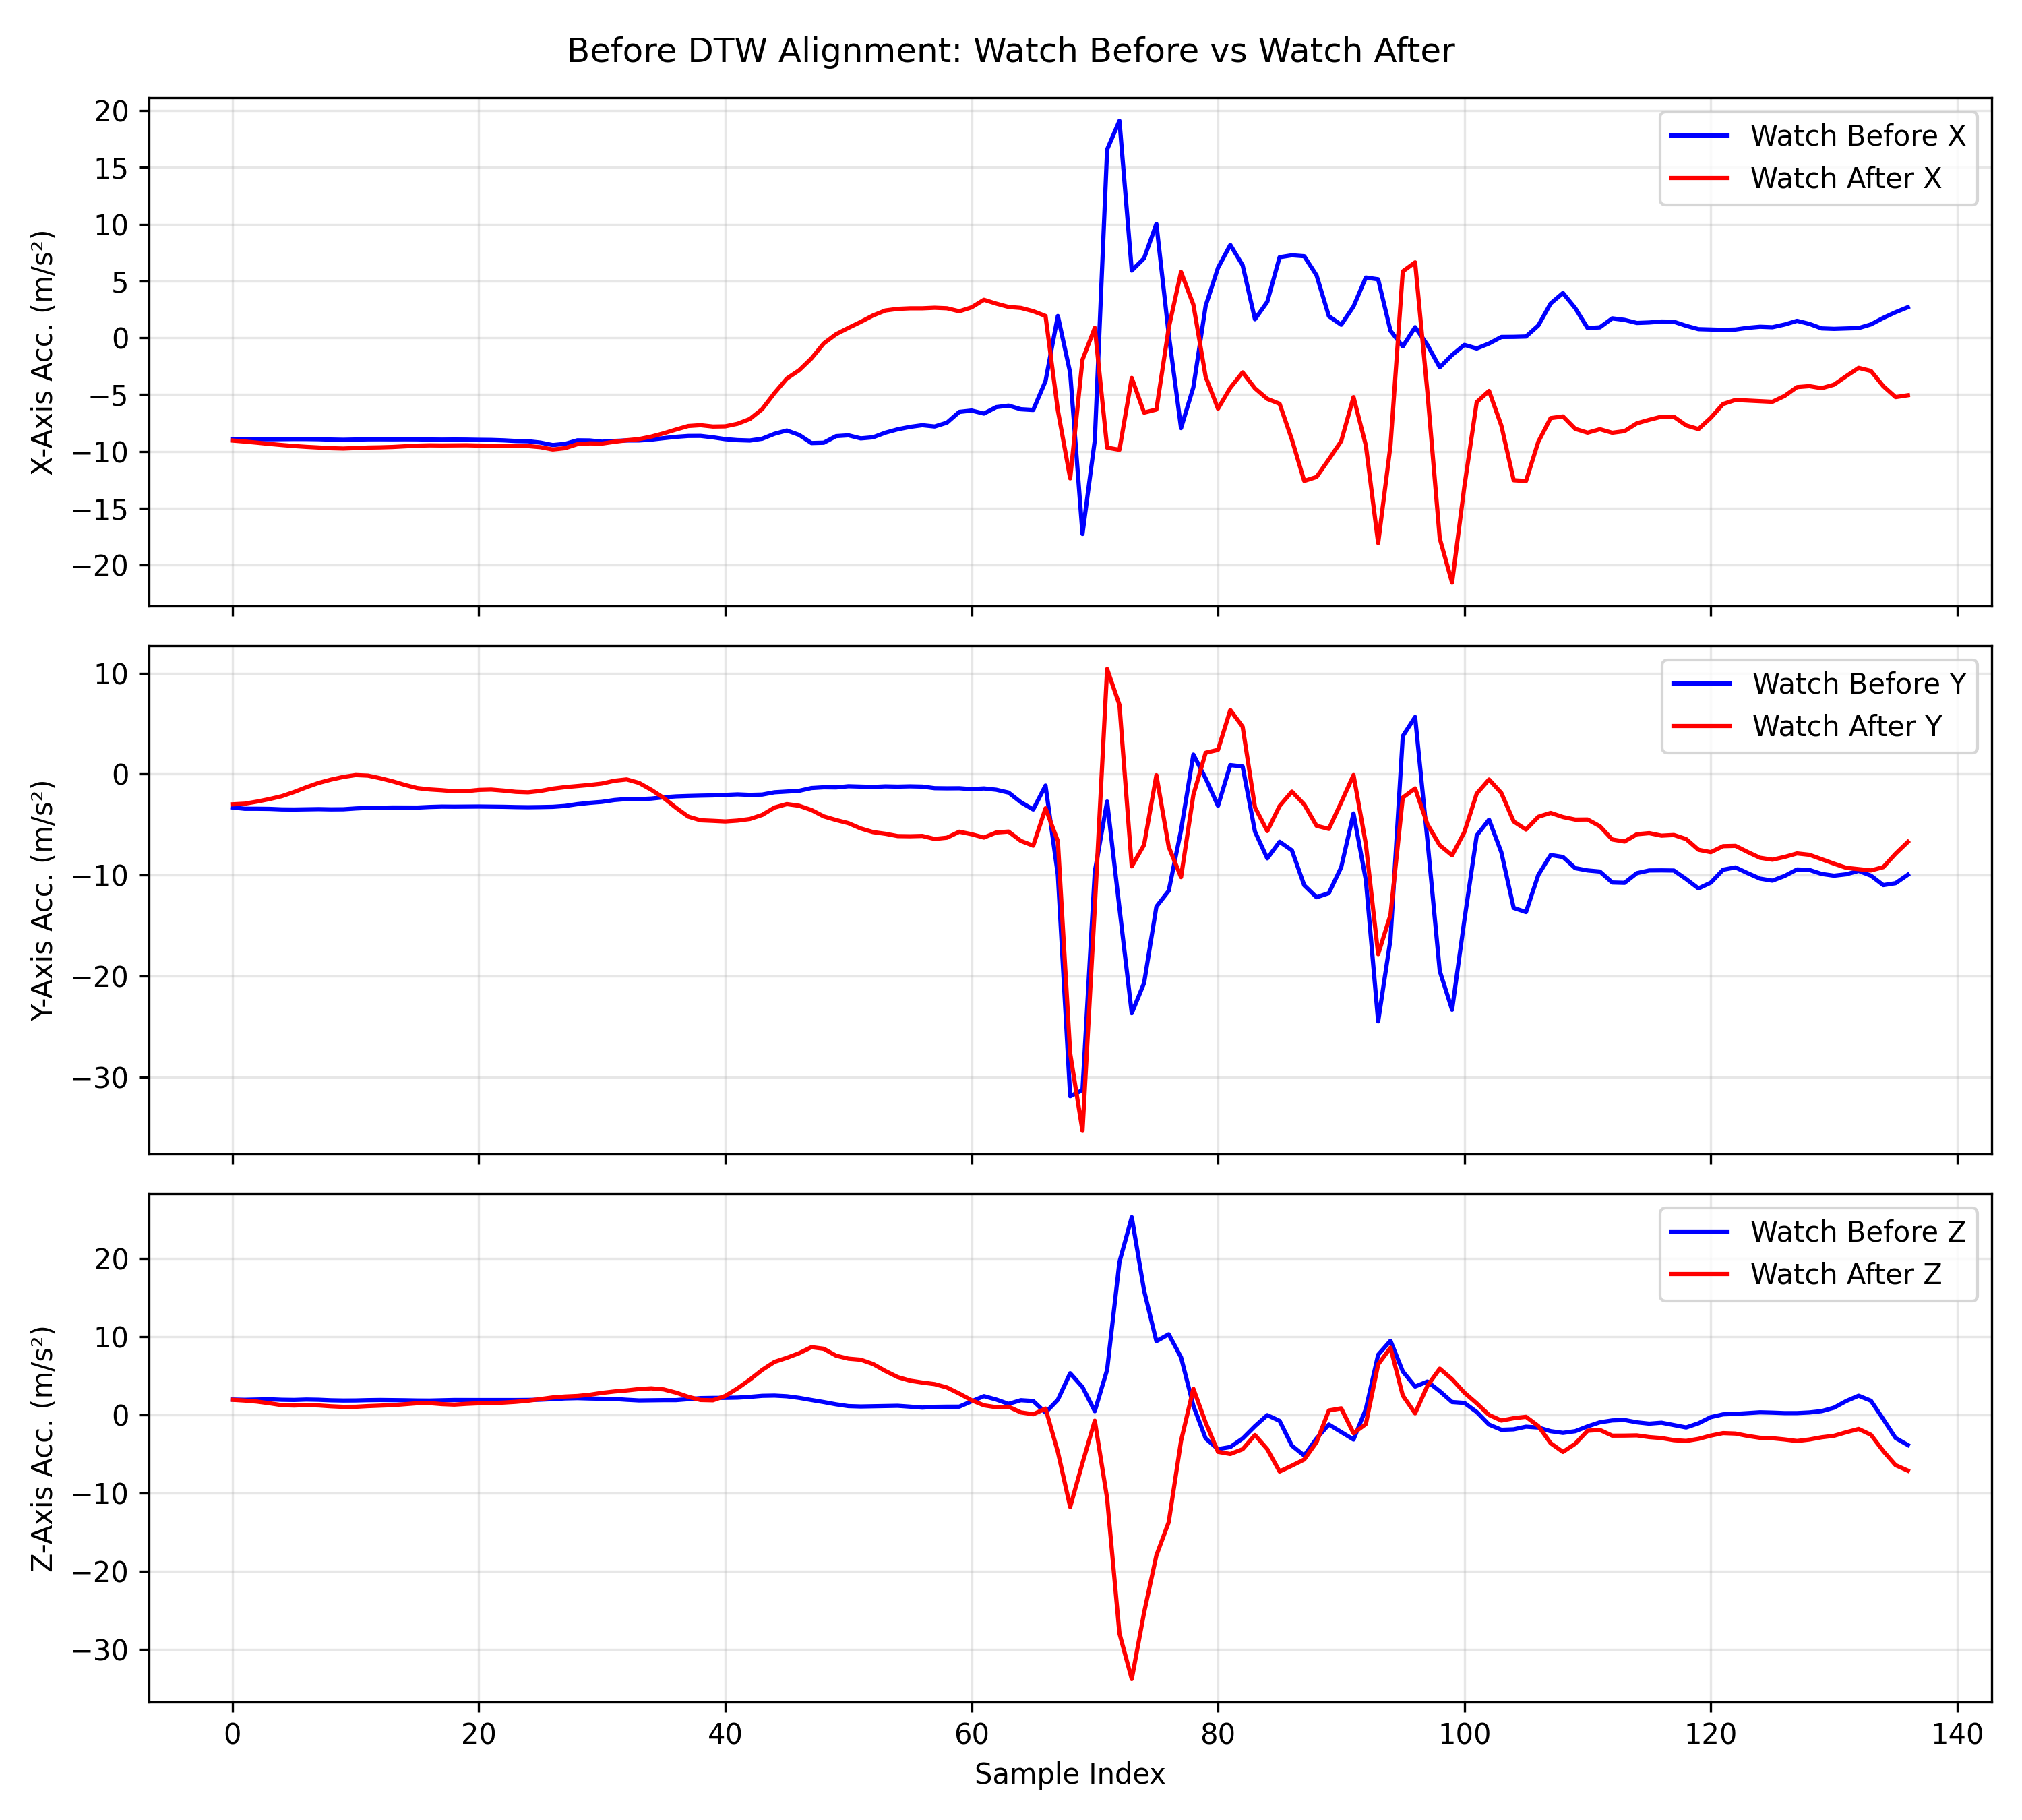 Before DTW Alignment: Watch Before vs Watch After
20
15
10
5
0
−5
−10
−15
−20
X-Axis Acc. (m/s²)
Watch Before X
Watch After X
10
0
−10
−20
−30
Y-Axis Acc. (m/s²)
Watch Before Y
Watch After Y
20
10
0
−10
−20
−30
Z-Axis Acc. (m/s²)
Watch Before Z
Watch After Z
0 20 40 60 80 100 120 140
Sample Index